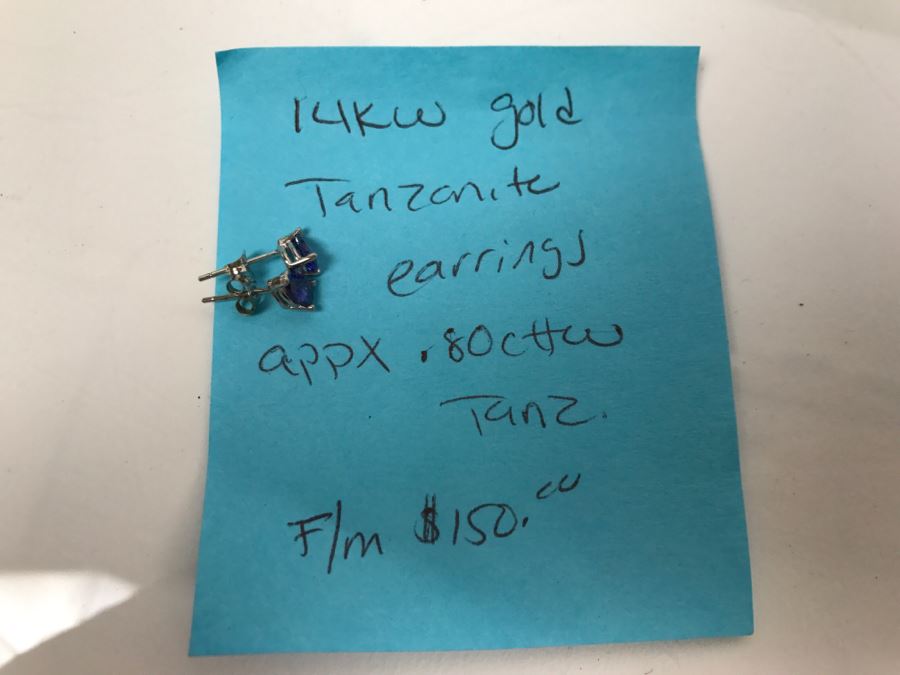 14KW gold
Tanzanite
earrings
appx .80cttw
Tanz.
F/m $150.00